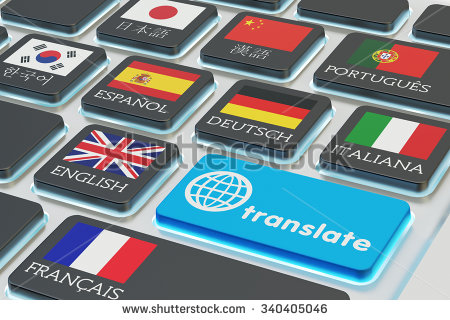 日本語
漢語
PORTUGUÊS
한국어
ESPAÑOL
DEUTSCH
ITALIANA
ENGLISH
translate
FRANÇAIS
shutterstock
www.shutterstock.com · 340405046